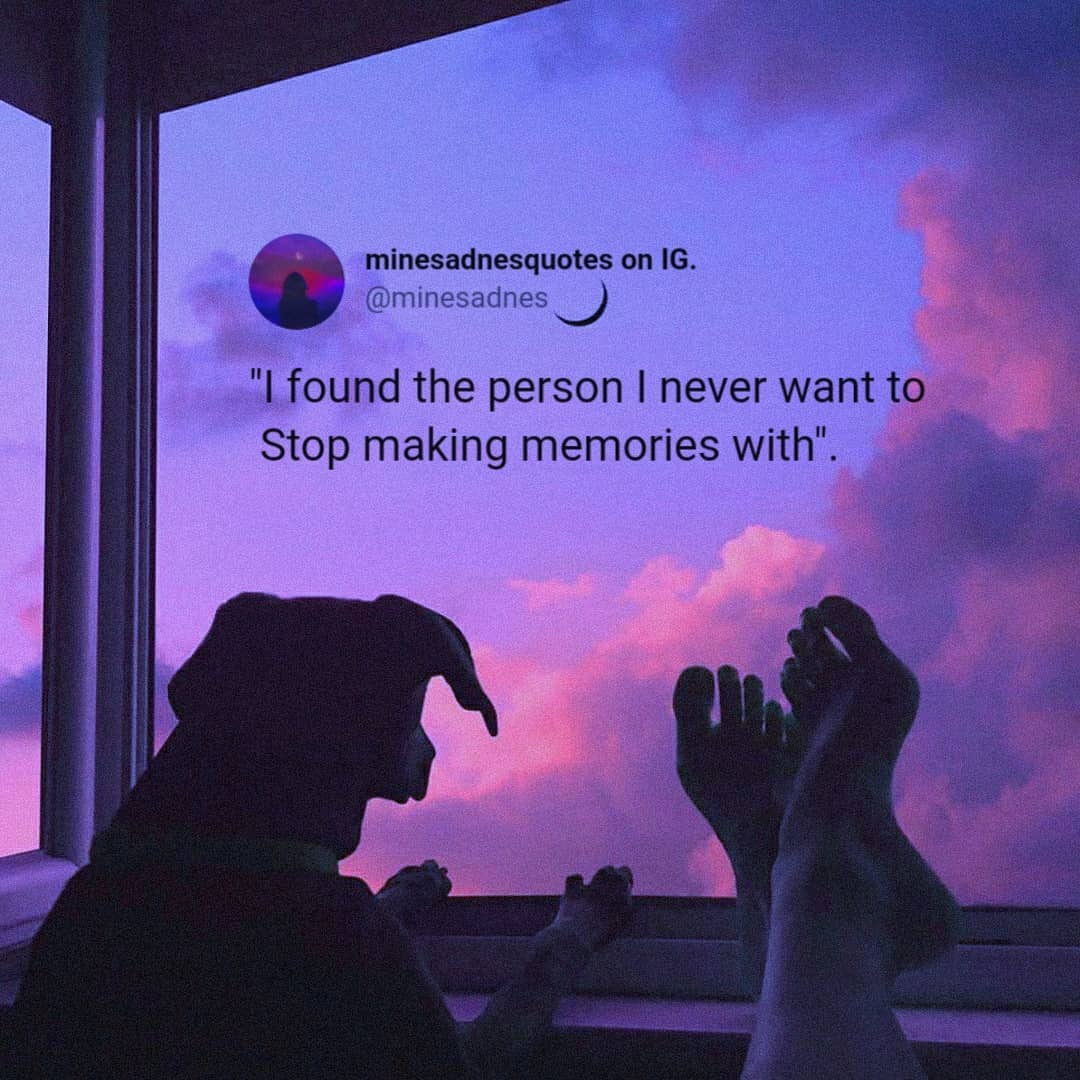 minesadnesquotes on IG.
@minesadnes
"I found the person I never want to
Stop making memories with".